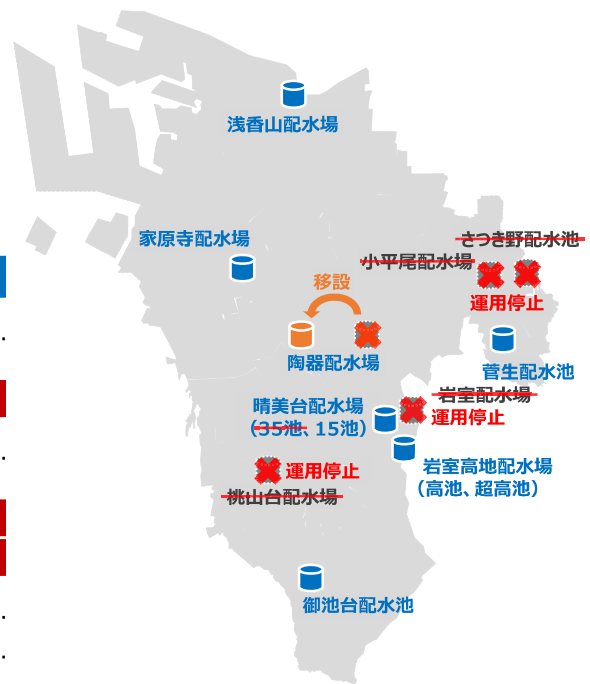 浅香山配水場
家原寺配水場
さつき野配水池
小平尾配水場
運用停止
移設
陶器配水場
菅生配水池
岩室配水場
運用停止
晴美台配水場
（35池、15池）
岩室高地配水場
（高池、超高池）
運用停止
桃山台配水場
御池台配水池